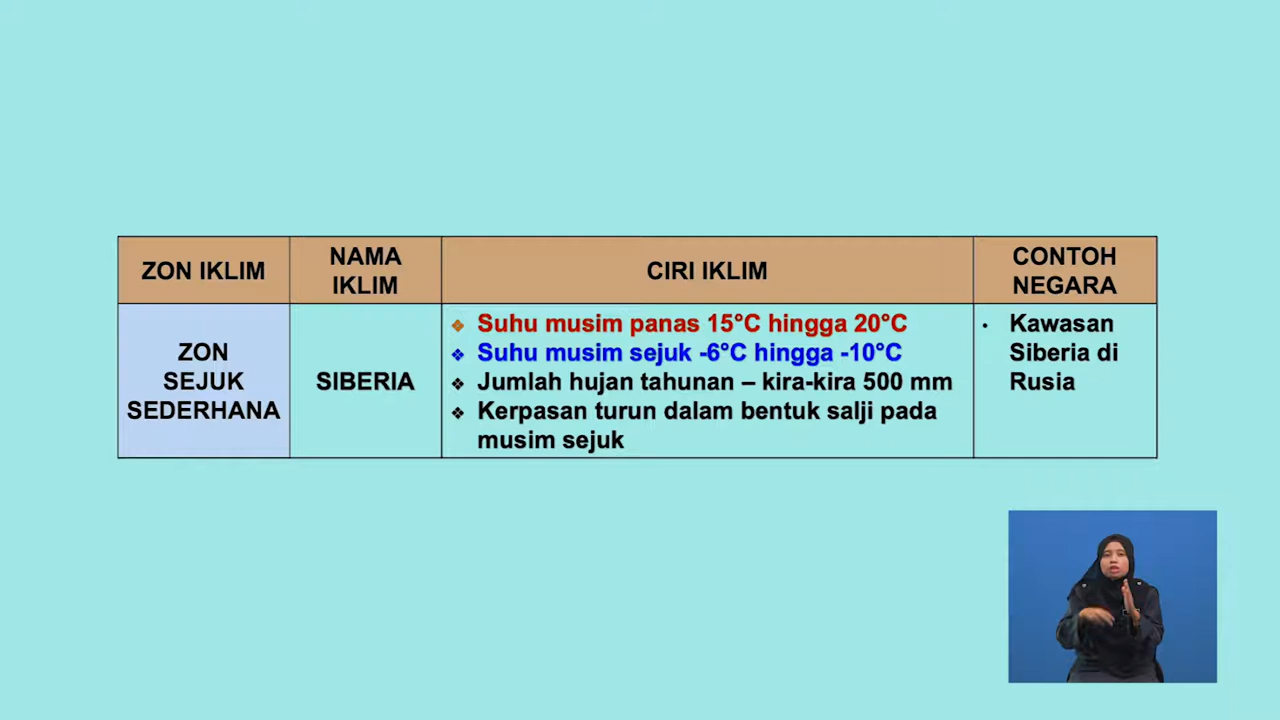 ZON IKLIM
NAMA
IKLIM
CIRI IKLIM
CONTOH
NEGARA
ZON
SEJUK
SEDERHANA
SIBERIA
❖ Suhu musim panas 15°C hingga 20°C
❖ Suhu musim sejuk -6°C hingga -10°C
❖ Jumlah hujan tahunan – kira-kira 500 mm
❖ Kerpasan turun dalam bentuk salji pada
musim sejuk
• Kawasan
Siberia di
Rusia